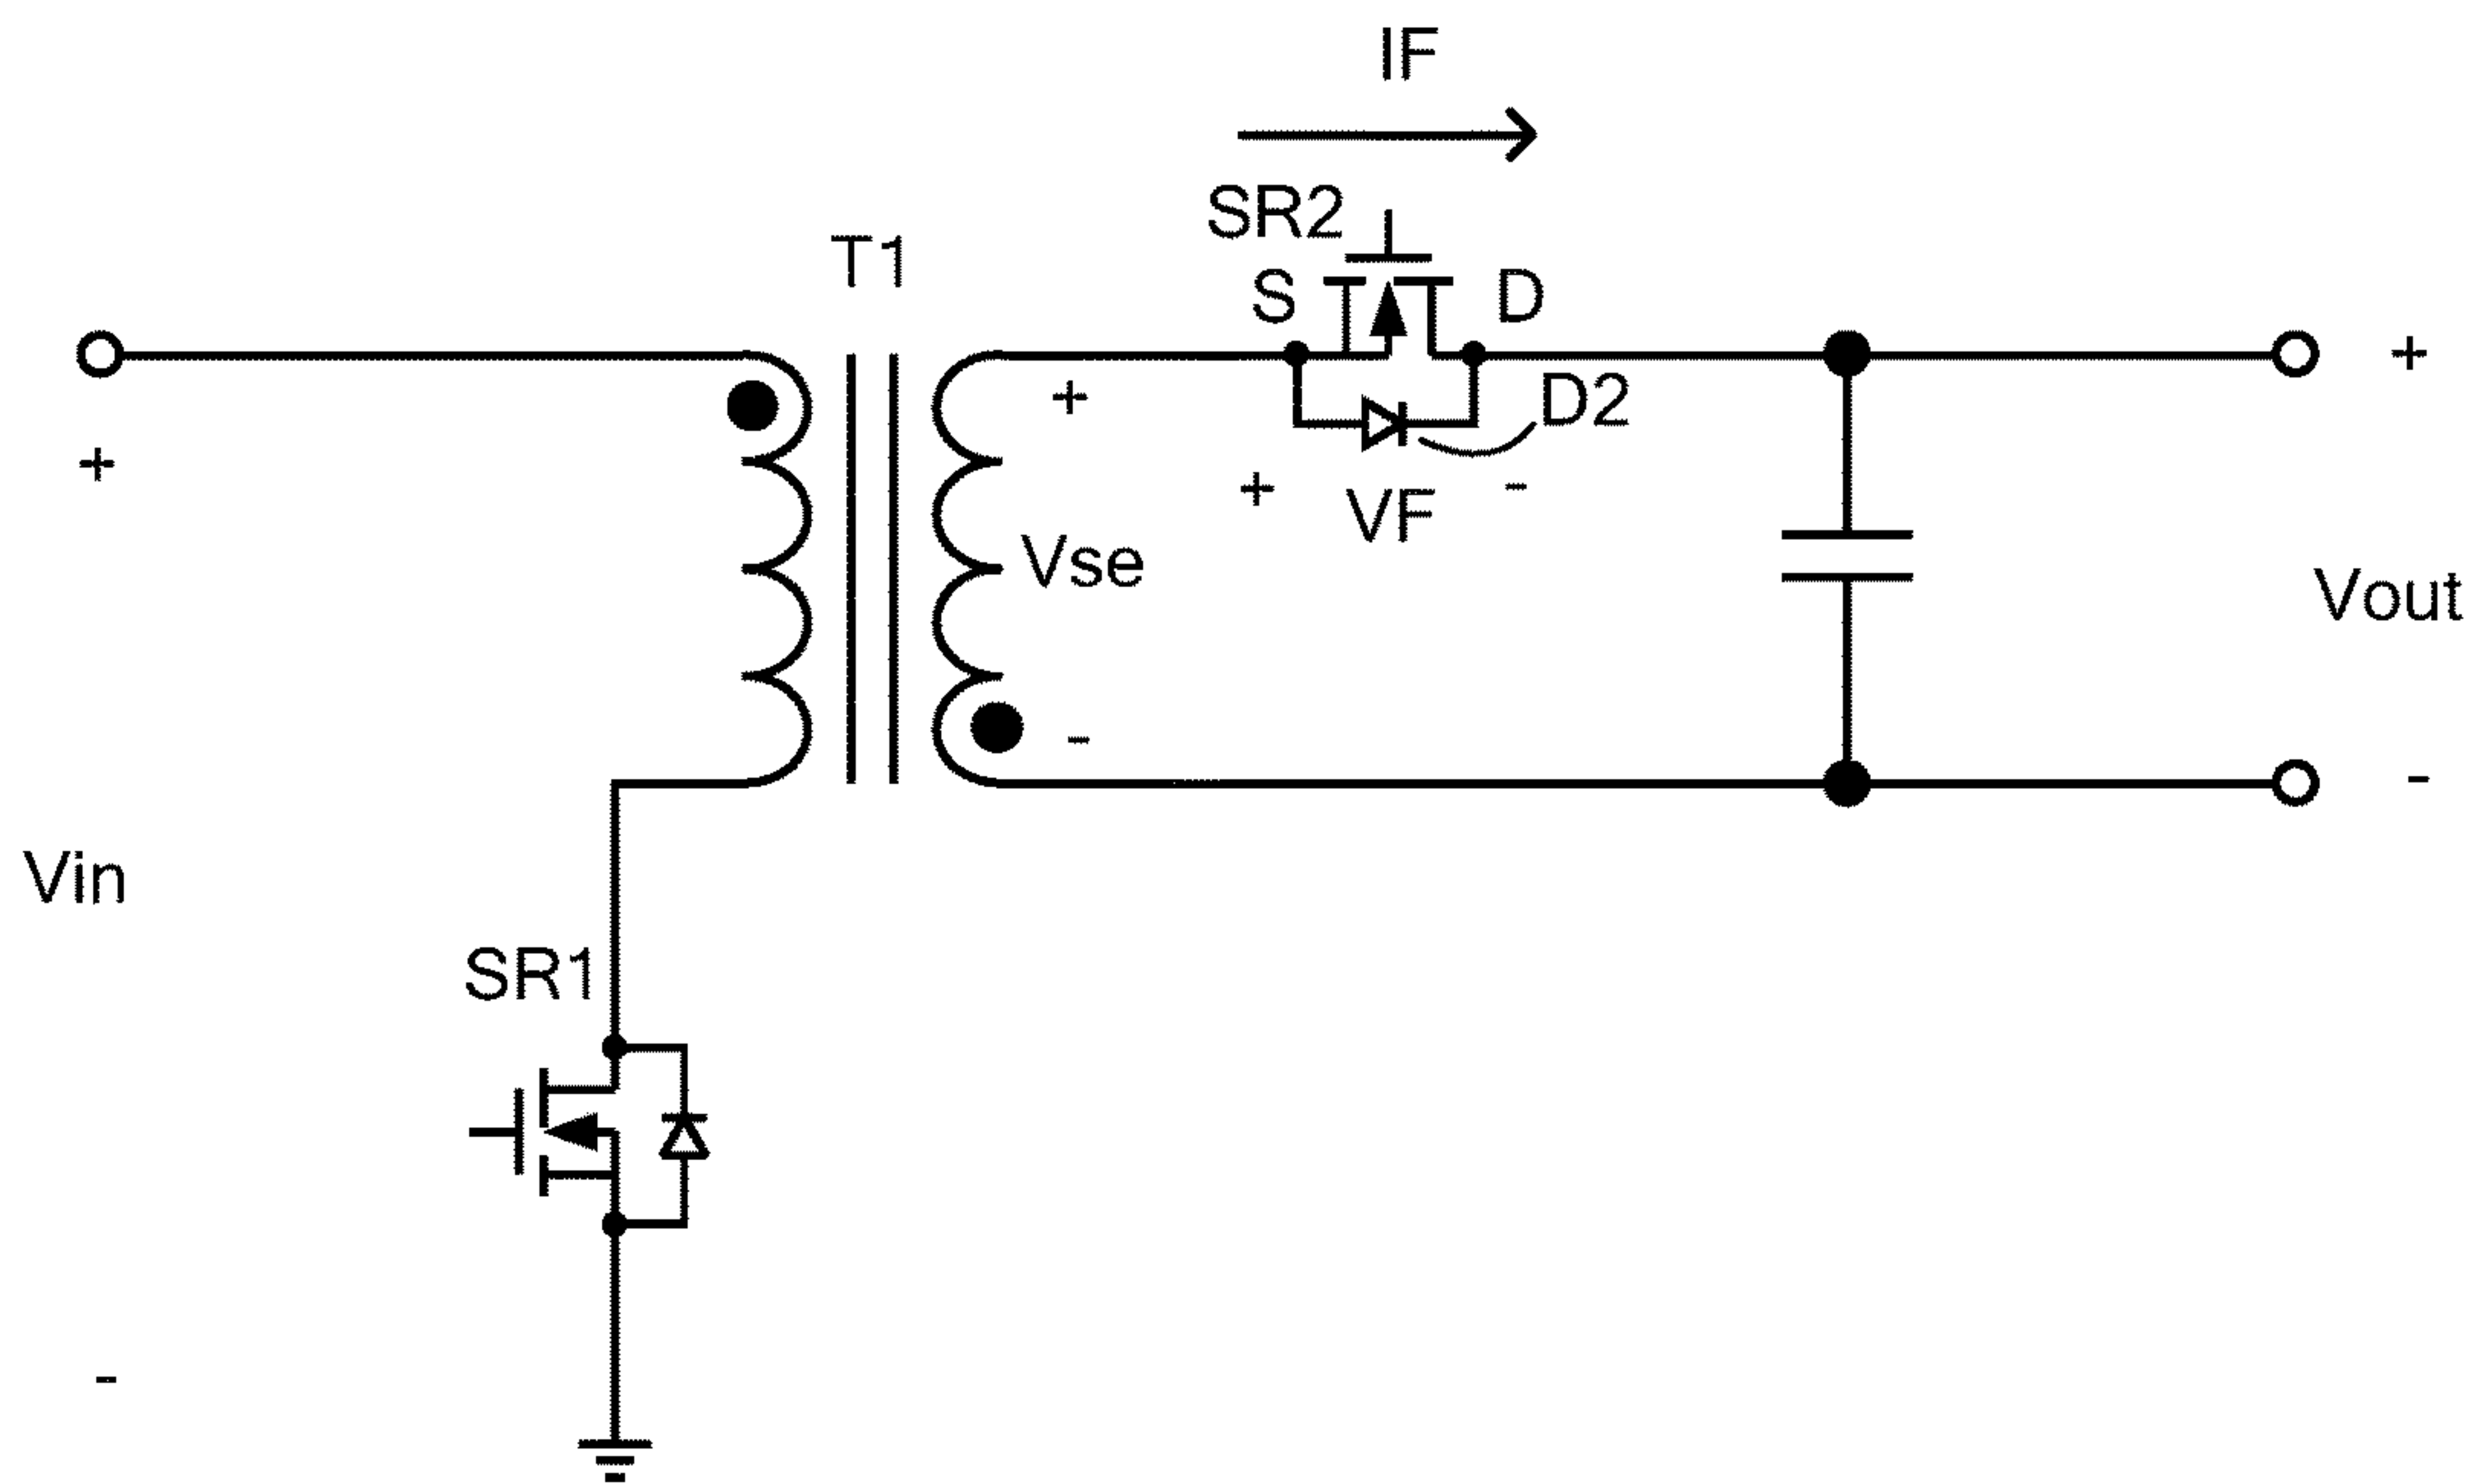 IF
SR2
T1
S
D
+
+
D2
+
+
-
VF
Vse
Vout
-
-
Vin
SR1
-